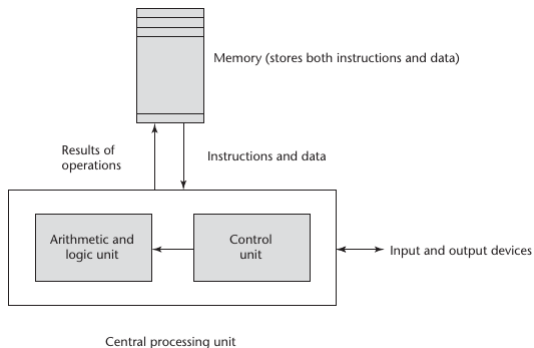 Memory (stores both instructions and data)
Results of
operations
Instructions and data
Arithmetic and
logic unit
Control
unit
Input and output devices
Central processing unit